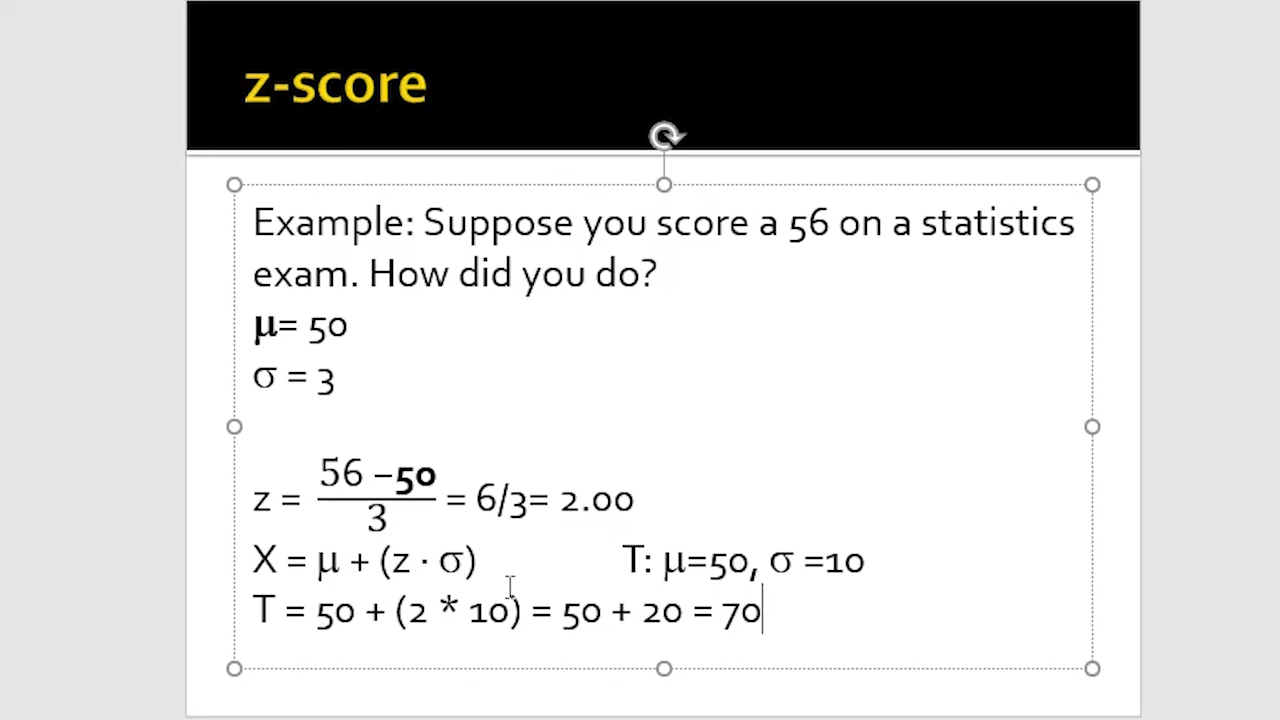 z-score
Example: Suppose you score a 56 on a statistics
exam. How did you do?
μ= 50
σ = 3
z = (56 –50)/3 = 6/3= 2.00
X = μ + (z · σ) T: μ=50, σ =10
T = 50 + (2 * 10) = 50 + 20 = 70